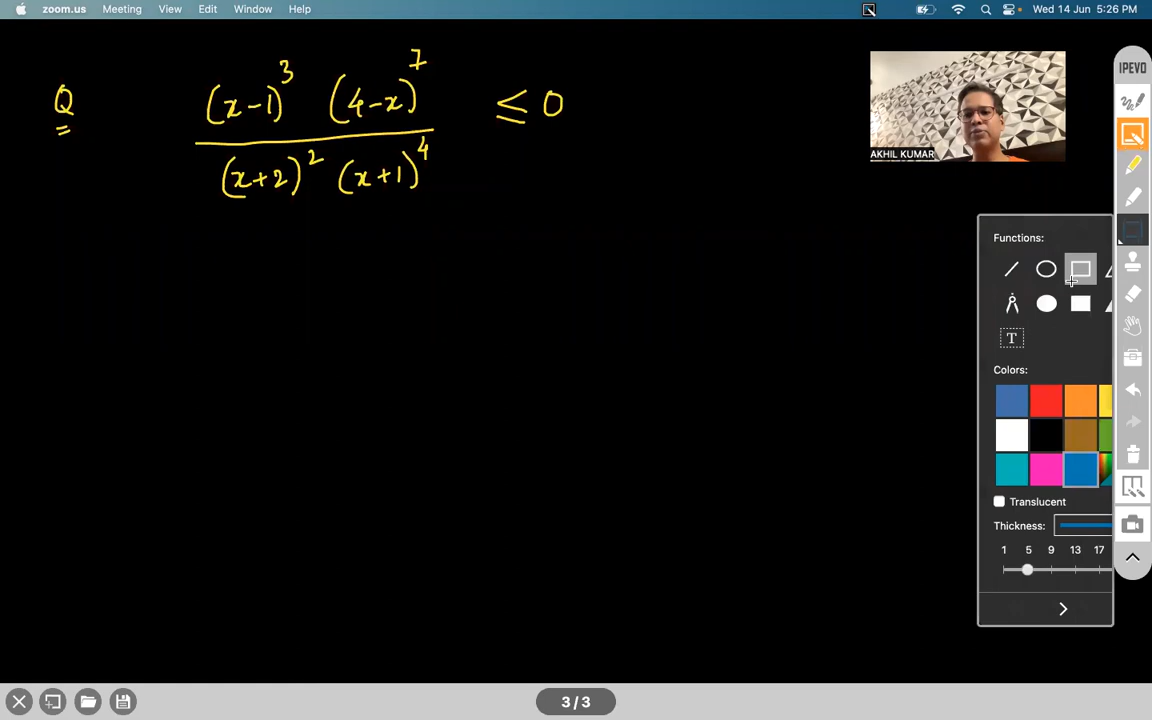 zoom.us Meeting View Edit Window Help Wed 14 Jun 5:26 PM
Q (x-1)^3 (4-x)^7 / (x+2)^2 (x+1)^4 ≤ 0
AKHIL KUMAR
IPEVO
Functions:
T
Colors:
Translucent
Thickness:
1 5 9 13 17
3 / 3